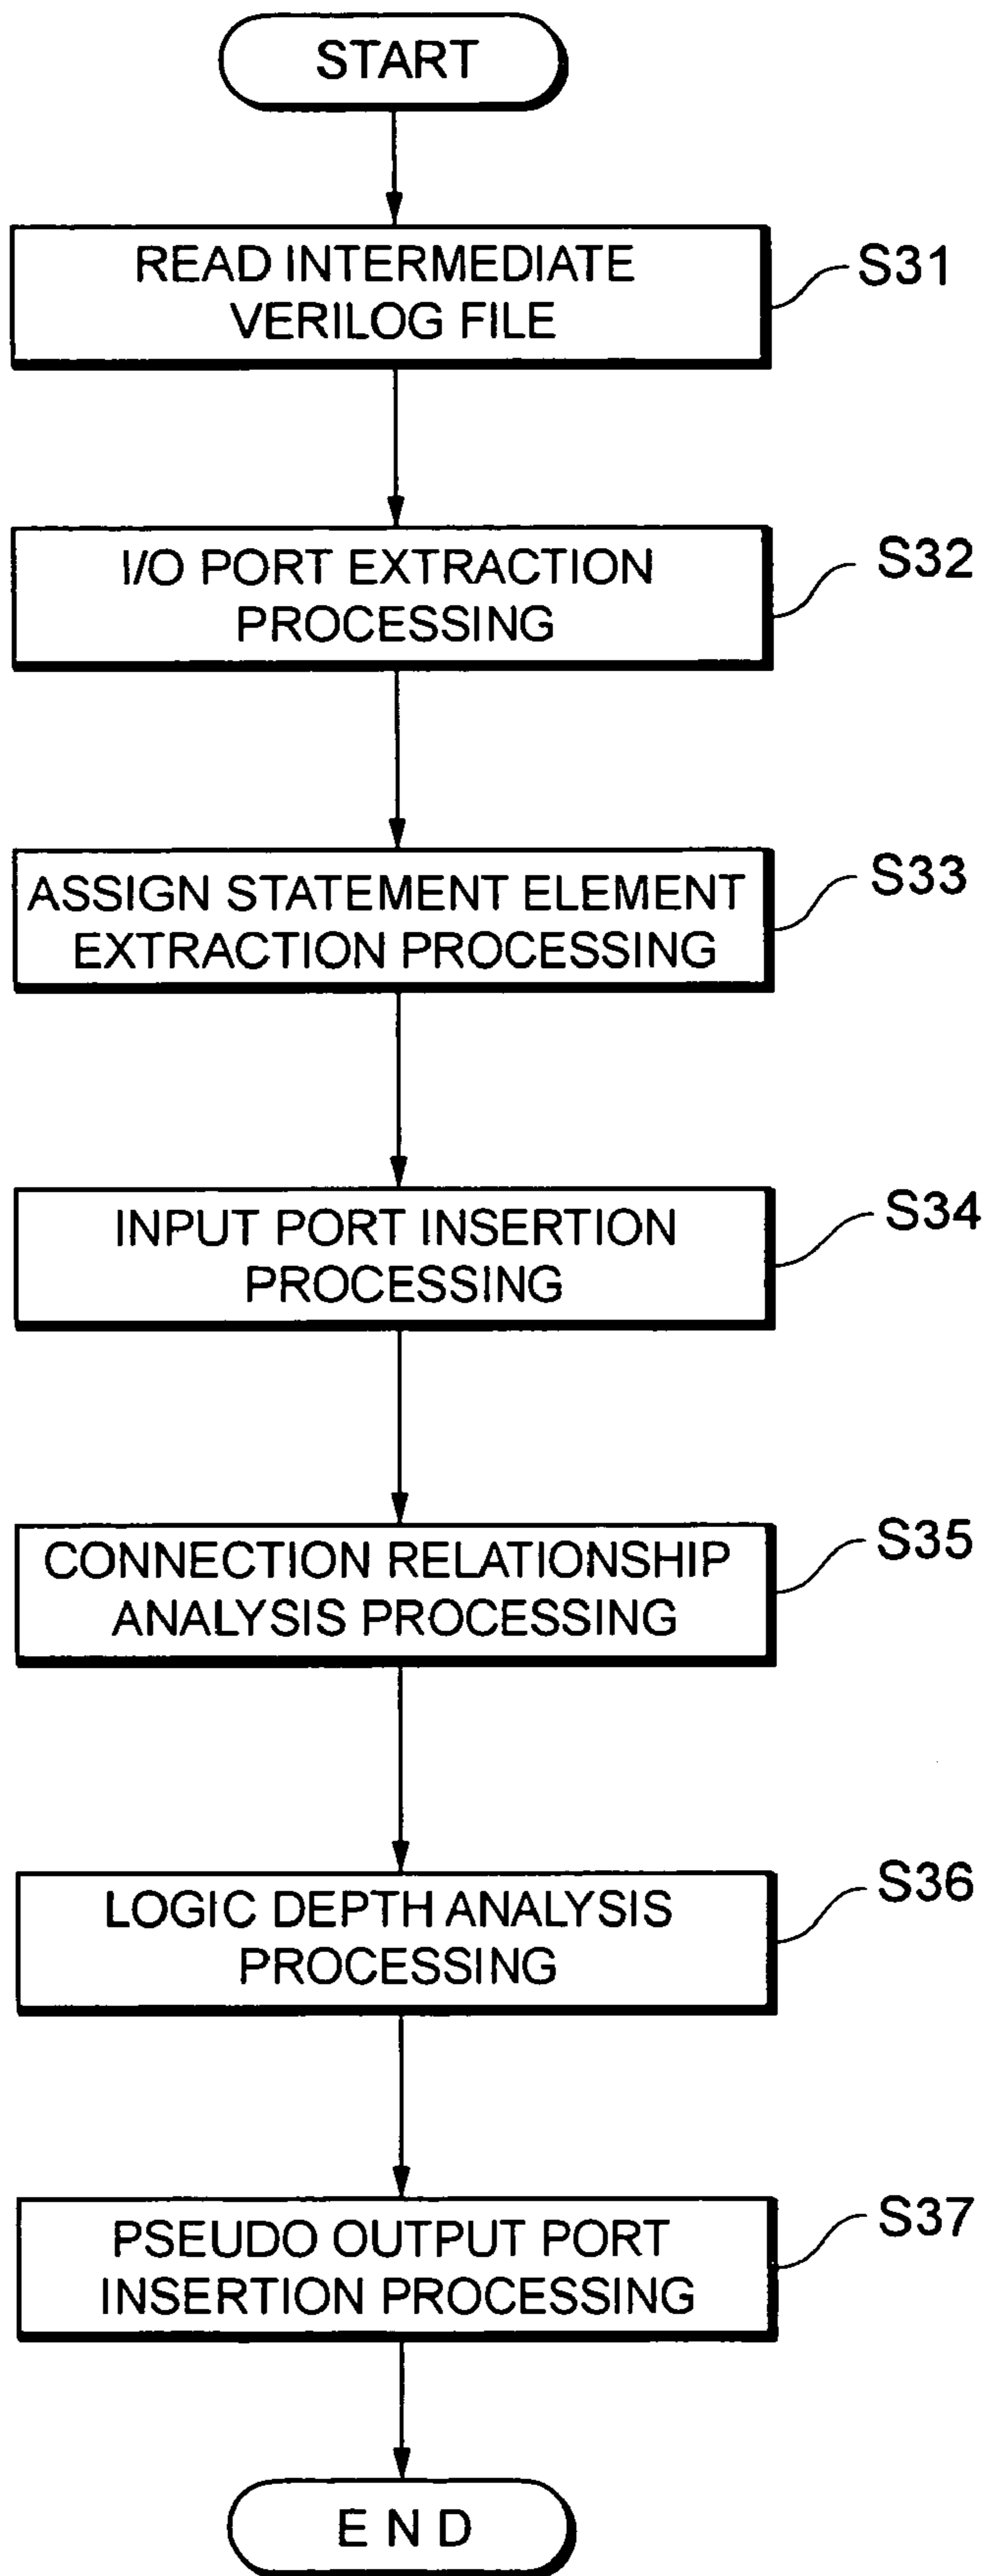 START
READ INTERMEDIATE
VERILOG FILE
S31
I/O PORT EXTRACTION
PROCESSING
S32
ASSIGN STATEMENT ELEMENT
EXTRACTION PROCESSING
S33
INPUT PORT INSERTION
PROCESSING
S34
CONNECTION RELATIONSHIP
ANALYSIS PROCESSING
S35
LOGIC DEPTH ANALYSIS
PROCESSING
S36
PSEUDO OUTPUT PORT
INSERTION PROCESSING
S37
END